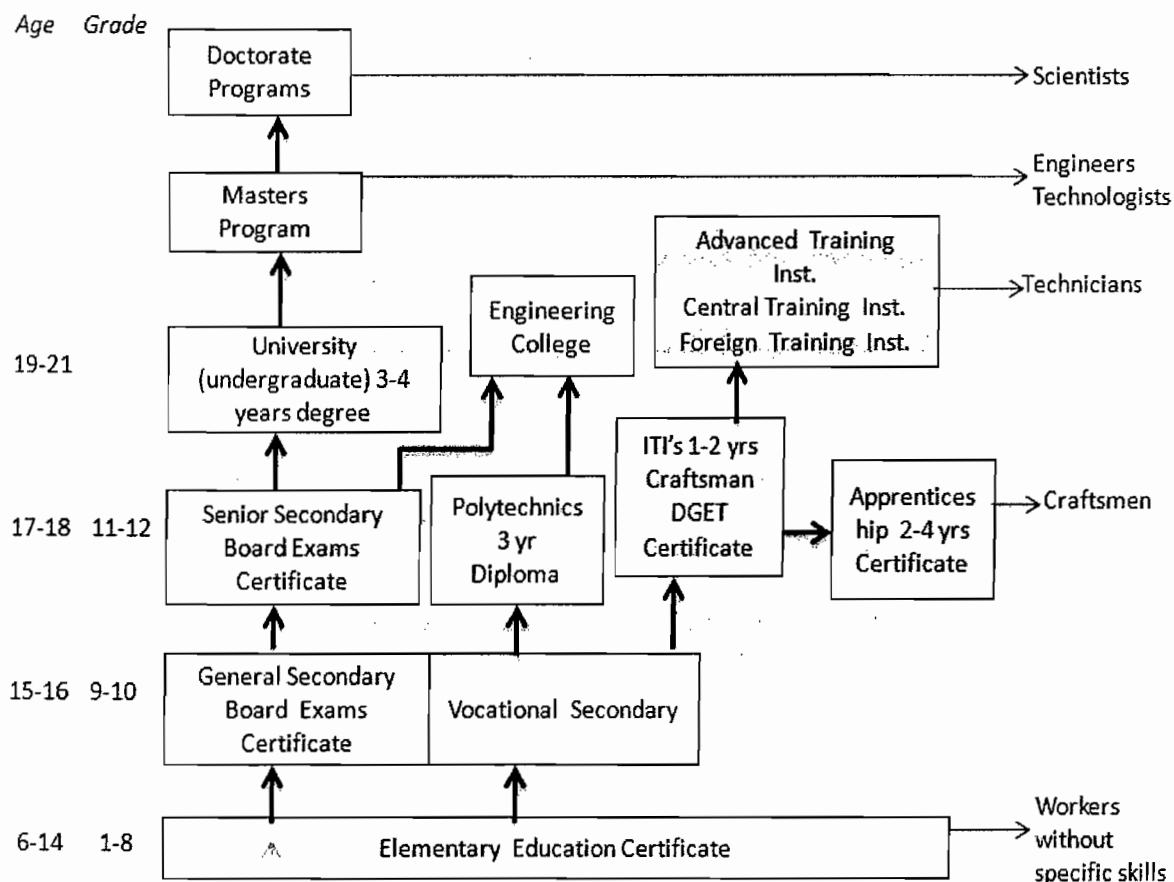 Age Grade
Doctorate
Programs
Scientists
Masters
Program
Engineers
Technologists
Advanced Training
Inst.
Central Training Inst.
Foreign Training Inst.
Technicians
Engineering
College
19-21
University
(undergraduate) 3-4
years degree
17-18 11-12
Senior Secondary
Board Exams
Certificate
Polytechnics
3 yr
Diploma
ITI's 1-2 yrs
Craftsman
DGET
Certificate
Apprentices
hip 2-4 yrs
Certificate
Craftsmen
15-16 9-10
General Secondary
Board Exams
Certificate
Vocational Secondary
6-14 1-8
Elementary Education Certificate
Workers
without
specific skills